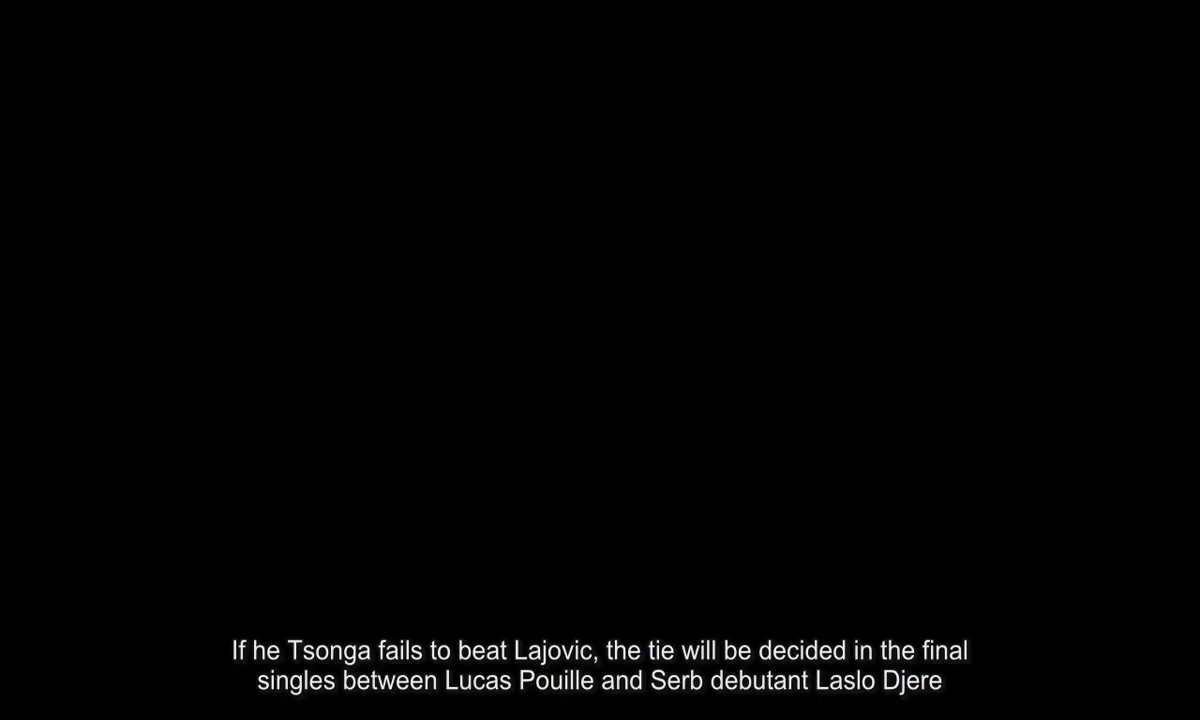 If he Tsonga fails to beat Lajovic, the tie will be decided in the final
singles between Lucas Pouille and Serb debutant Laslo Djere